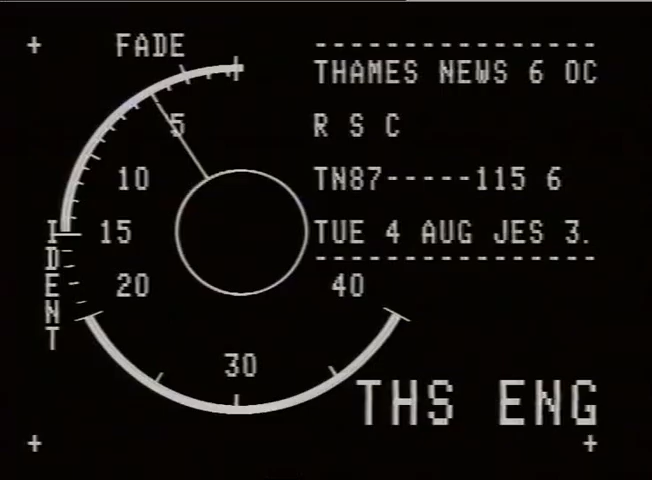 FADE
THAMES NEWS 6 OC
R S C
5
TN87-----115 6
10
TUE 4 AUG JES 3.
15
IDENT
20
40
30
THS ENG